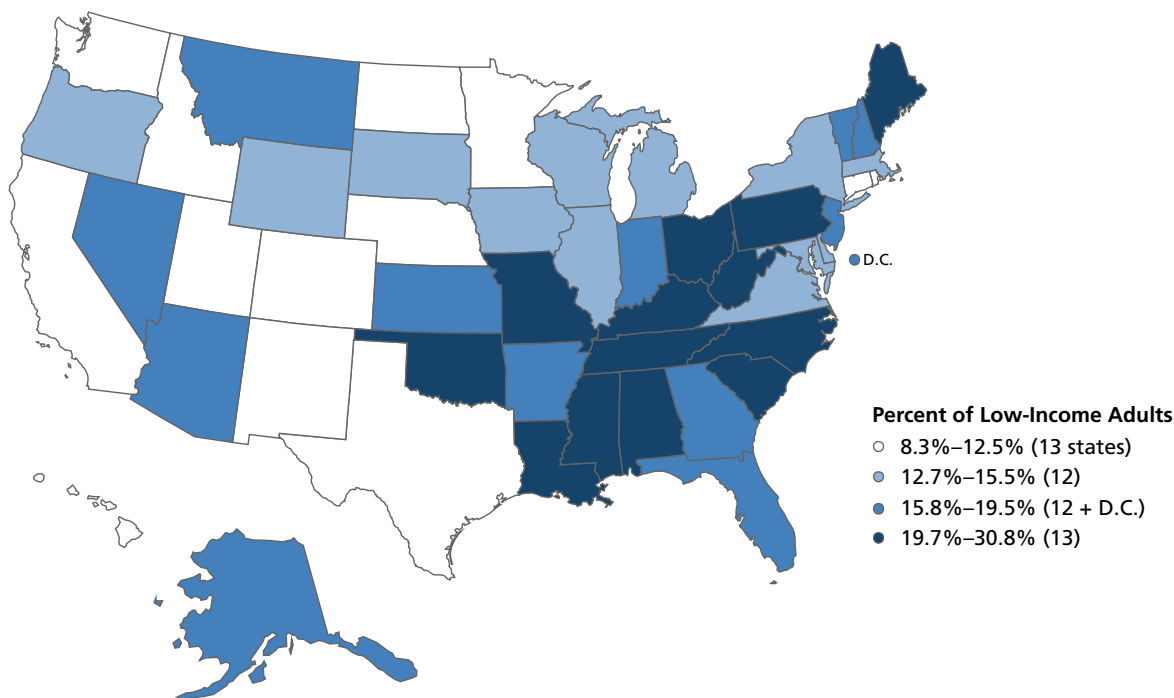 D.C.
Percent of Low-Income Adults
8.3%–12.5% (13 states)
12.7%–15.5% (12)
15.8%–19.5% (12 + D.C.)
19.7%–30.8% (13)